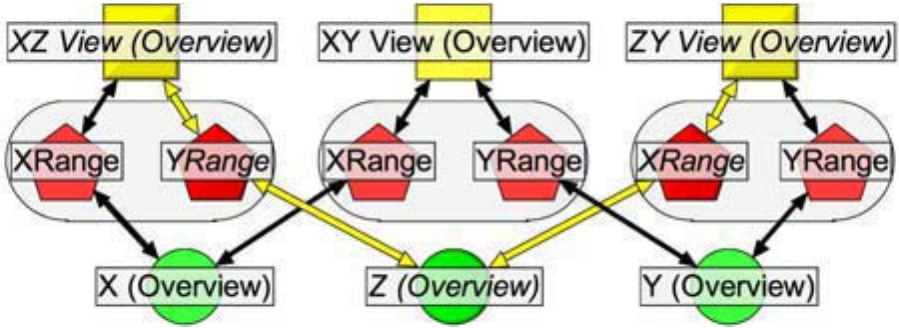 XZ View (Overview)
XY View (Overview)
ZY View (Overview)
XRange
YRange
XRange
YRange
XRange
YRange
X (Overview)
Z (Overview)
Y (Overview)